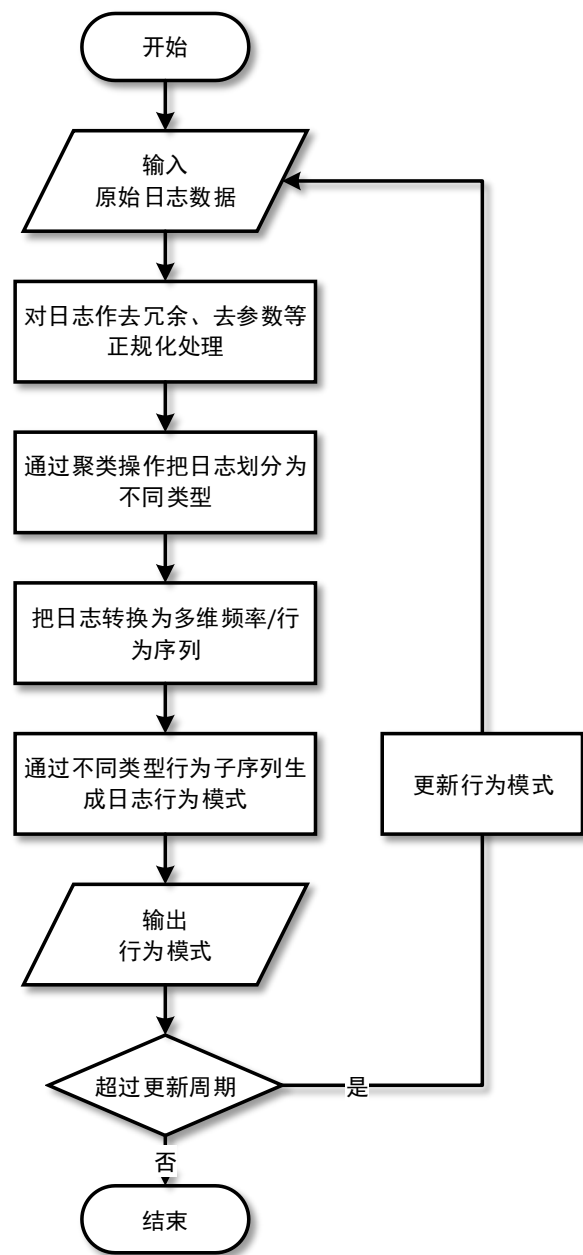 开始
输入
原始日志数据
对日志作去冗余、去参数等
正规化处理
通过聚类操作把日志划分为
不同类型
把日志转换为多维频率/行
为序列
通过不同类型行为子序列生
成日志行为模式
更新行为模式
输出
行为模式
超过更新周期
是
否
结束